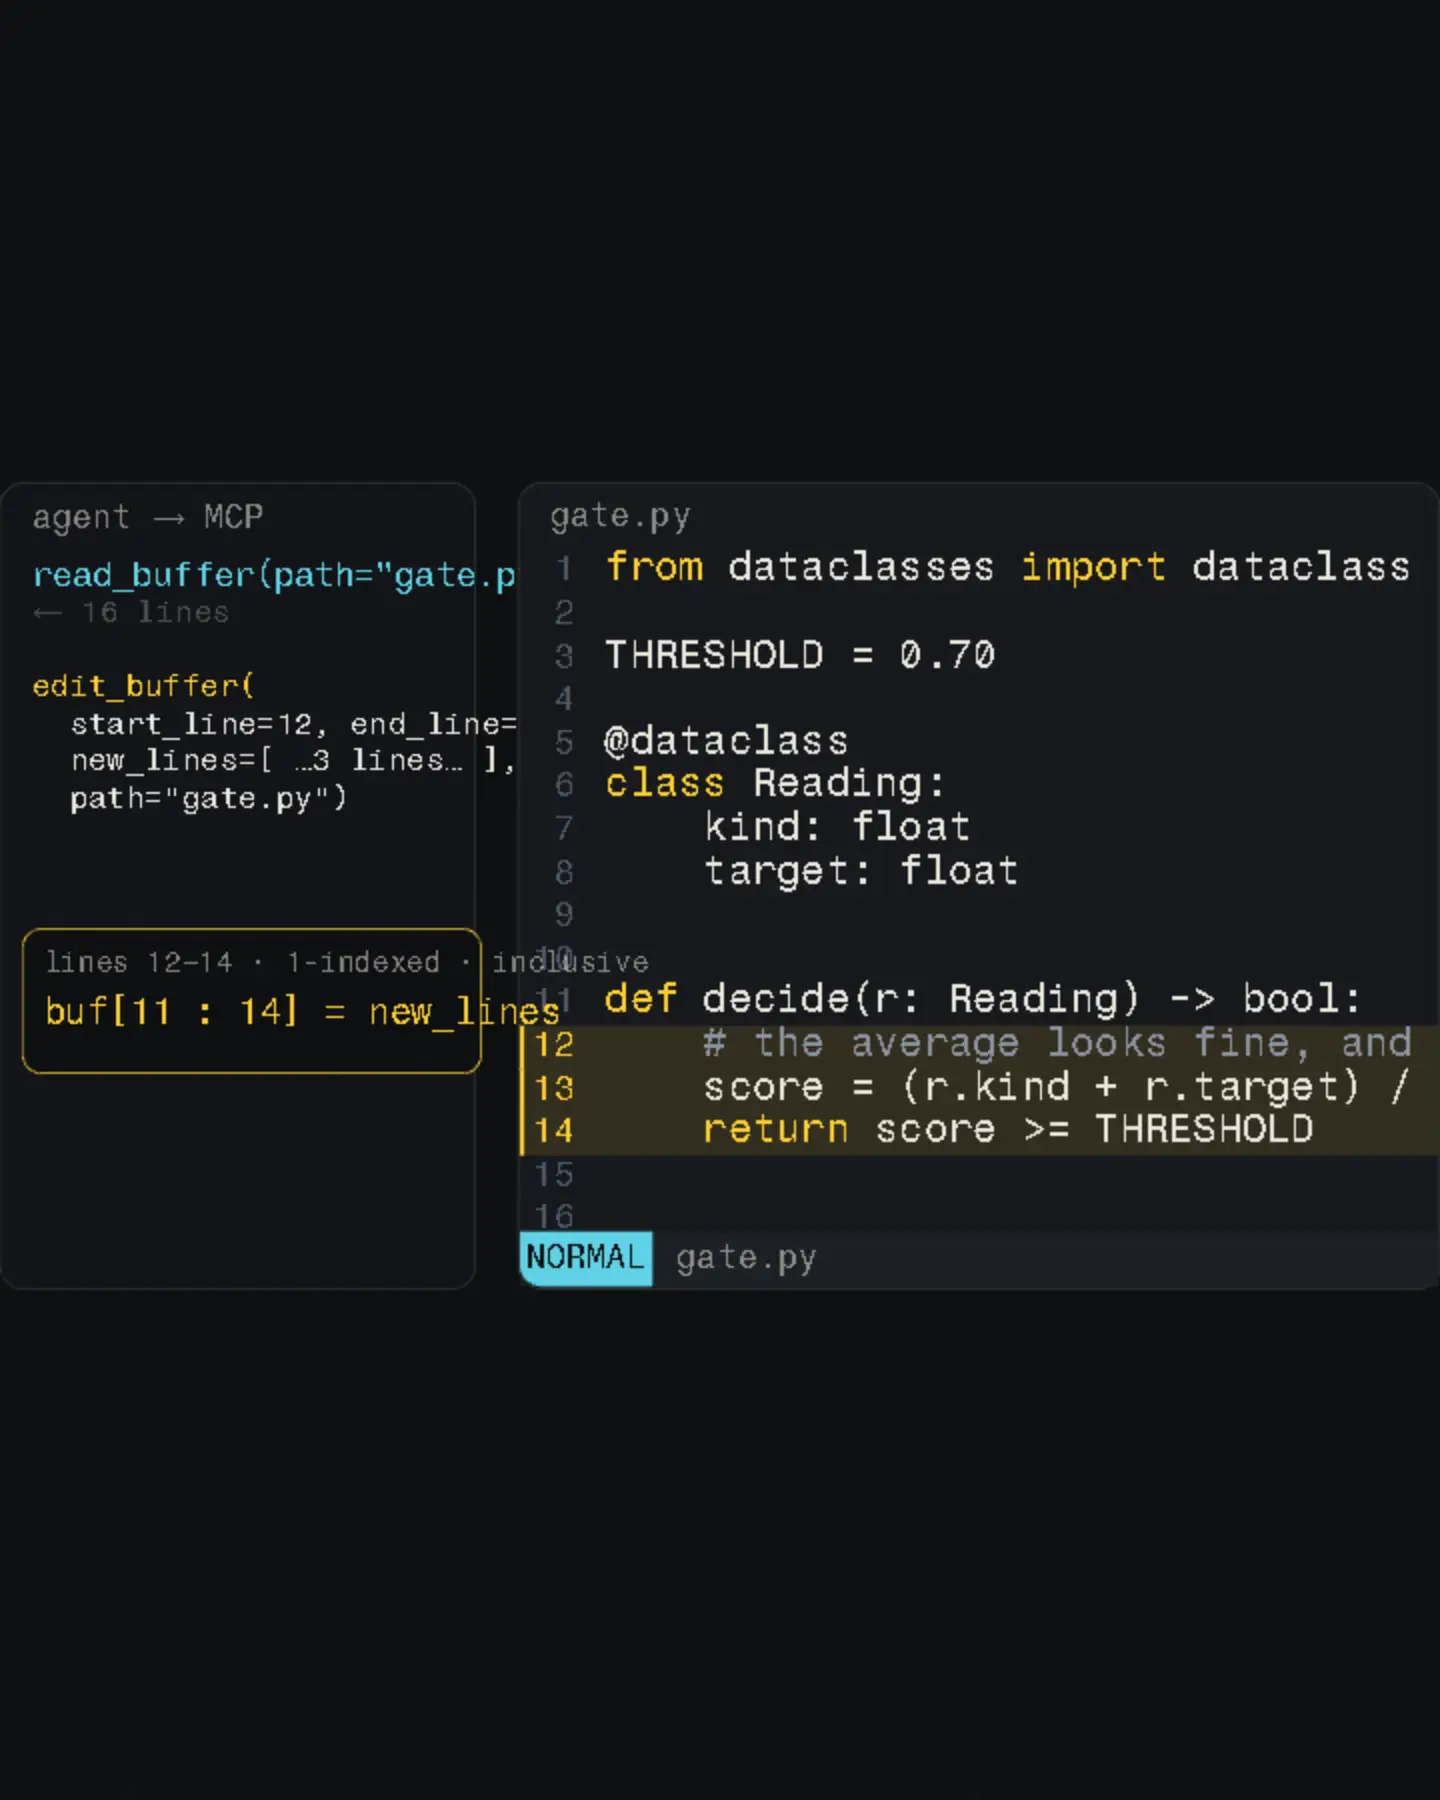 agent → MCP
read_buffer(path="gate.p
← 16 lines
edit_buffer(
start_line=12, end_line=
new_lines=[ …3 lines… ],
path="gate.py")
lines 12–14 · 1-indexed · inclusive
buf[11 : 14] = new_lines
gate.py
1 from dataclasses import dataclass
2
3 THRESHOLD = 0.70
4
5 @dataclass
6 class Reading:
7 kind: float
8 target: float
9
10
11 def decide(r: Reading) -> bool:
12 # the average looks fine, and
13 score = (r.kind + r.target) /
14 return score >= THRESHOLD
15
16
NORMAL gate.py